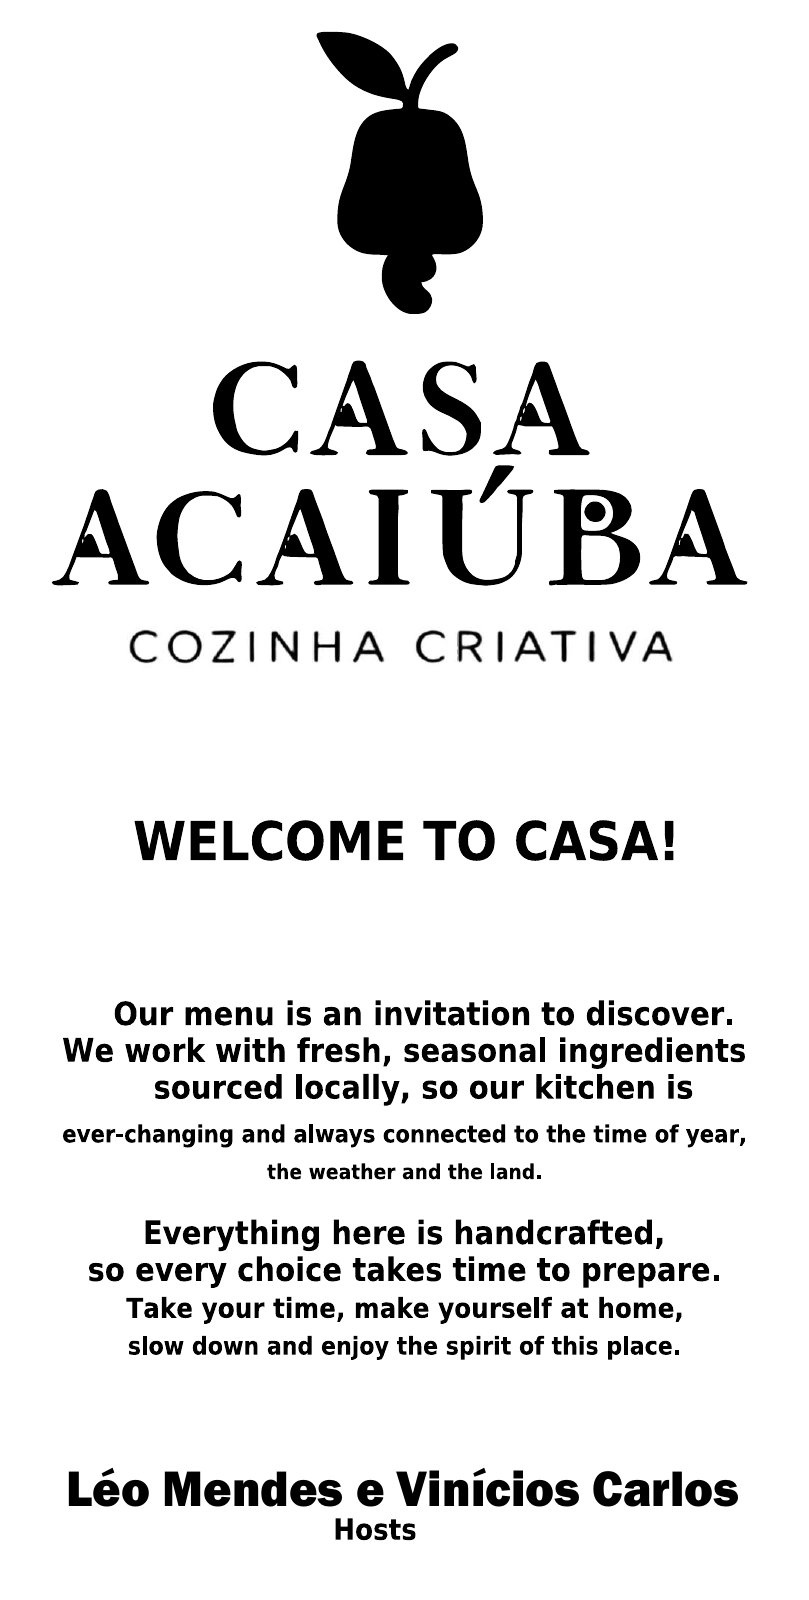 CASA
ACAIÚBA
COZINHA CRIATIVA
WELCOME TO CASA!
Our menu is an invitation to discover.
We work with fresh, seasonal ingredients
sourced locally, so our kitchen is
ever-changing and always connected to the time of year,
the weather and the land.
Everything here is handcrafted,
so every choice takes time to prepare.
Take your time, make yourself at home,
slow down and enjoy the spirit of this place.
Léo Mendes e Vinícios Carlos
Hosts